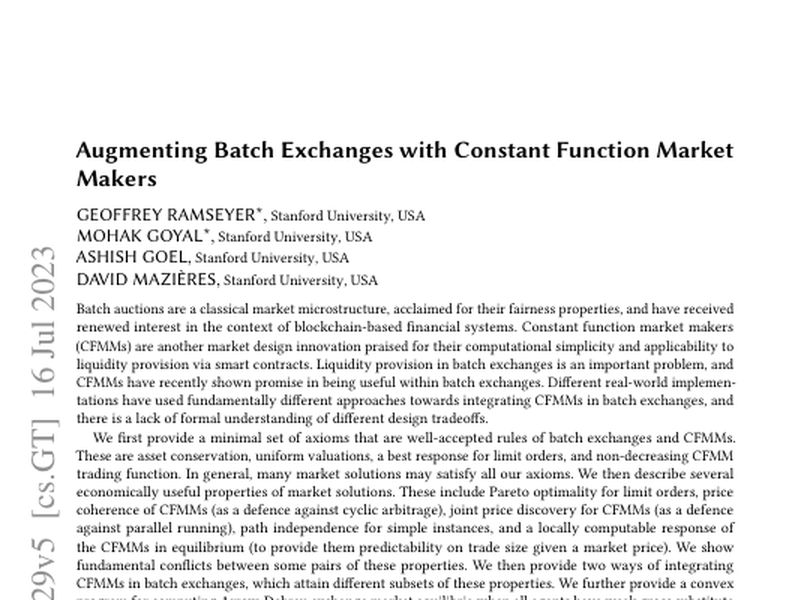 Augmenting Batch Exchanges with Constant Function Market
Makers
GEOFFREY RAMSEYER*, Stanford University, USA
MOHAK GOYAL*, Stanford University, USA
ASHISH GOEL, Stanford University, USA
DAVID MAZIÈRES, Stanford University, USA
Batch auctions are a classical market microstructure, acclaimed for their fairness properties, and have received
renewed interest in the context of blockchain-based financial systems. Constant function market makers
(CFMMs) are another market design innovation praised for their computational simplicity and applicability to
liquidity provision via smart contracts. Liquidity provision in batch exchanges is an important problem, and
CFMMs have recently shown promise in being useful within batch exchanges. Different real-world implemen-
tations have used fundamentally different approaches towards integrating CFMMs in batch exchanges, and
there is a lack of formal understanding of different design tradeoffs.
We first provide a minimal set of axioms that are well-accepted rules of batch exchanges and CFMMs.
These are asset conservation, uniform valuations, a best response for limit orders, and non-decreasing CFMM
trading function. In general, many market solutions may satisfy all our axioms. We then describe several
economically useful properties of market solutions. These include Pareto optimality for limit orders, price
coherence of CFMMs (as a defence against cyclic arbitrage), joint price discovery for CFMMs (as a defence
against parallel running), path independence for simple instances, and a locally computable response of
the CFMMs in equilibrium (to provide them predictability on trade size given a market price). We show
fundamental conflicts between some pairs of these properties. We then provide two ways of integrating
CFMMs in batch exchanges, which attain different subsets of these properties. We further provide a convex
29v5 [cs.GT] 16 Jul 2023